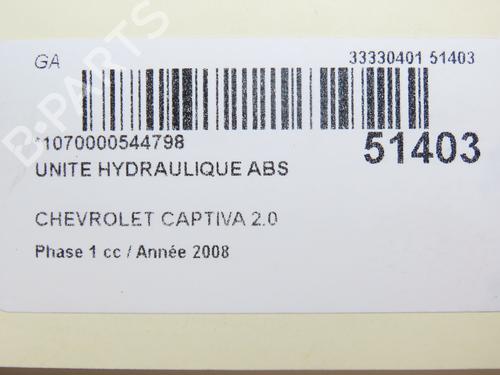 GA
33330401 51403
*1070000544798
51403
UNITE HYDRAULIQUE ABS
CHEVROLET CAPTIVA 2.0
Phase 1 cc / Année 2008
B-PARTS